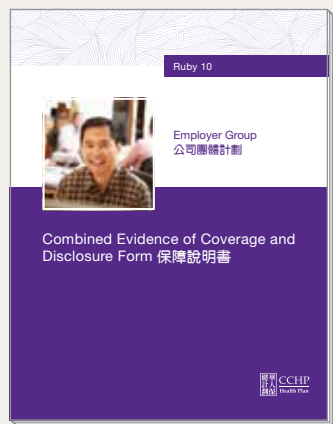 Ruby 10
Employer Group
公司團體計劃
Combined Evidence of Coverage and
Disclosure Form 保障說明書
CCHP
Health Plan